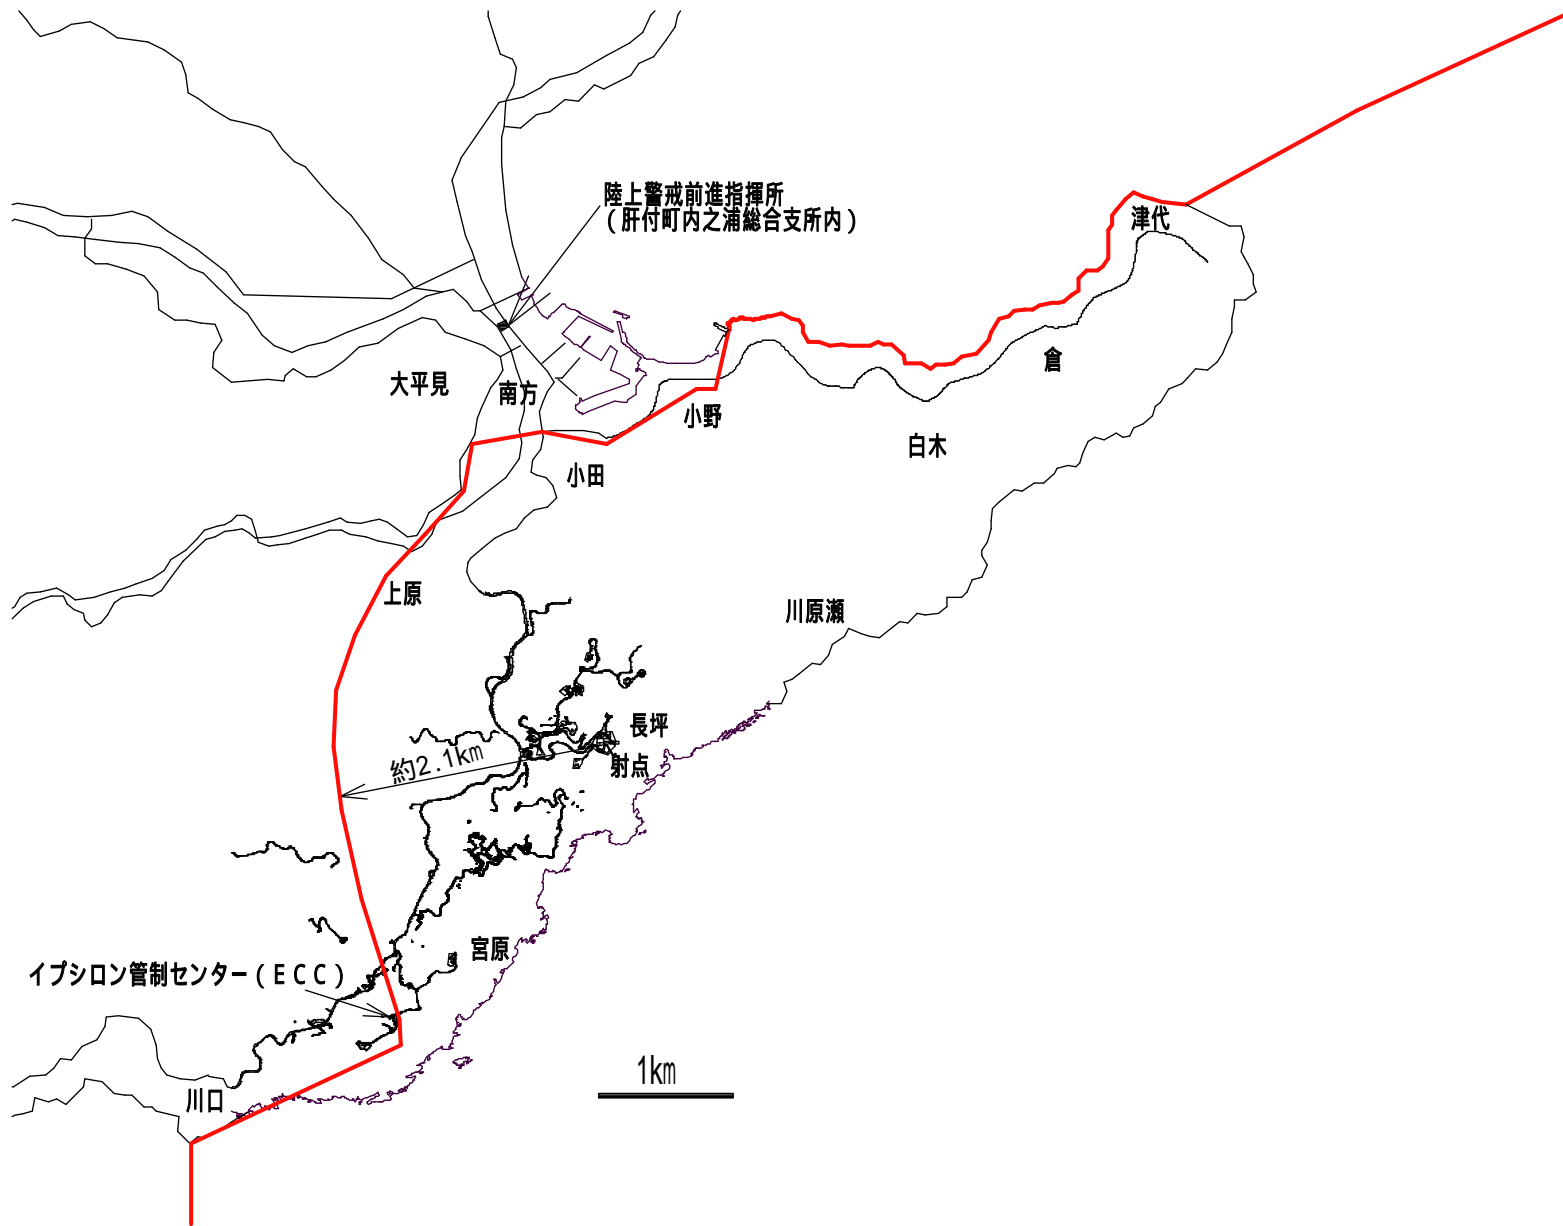 陸上警戒前進指揮所
（肝付町内之浦総合支所内）
津代
倉
大平見
南方
小野
白木
小田
上原
川原瀬
長坪
射点
約2.1km
宮原
イプシロン管制センター（ＥＣＣ）
1km
川口